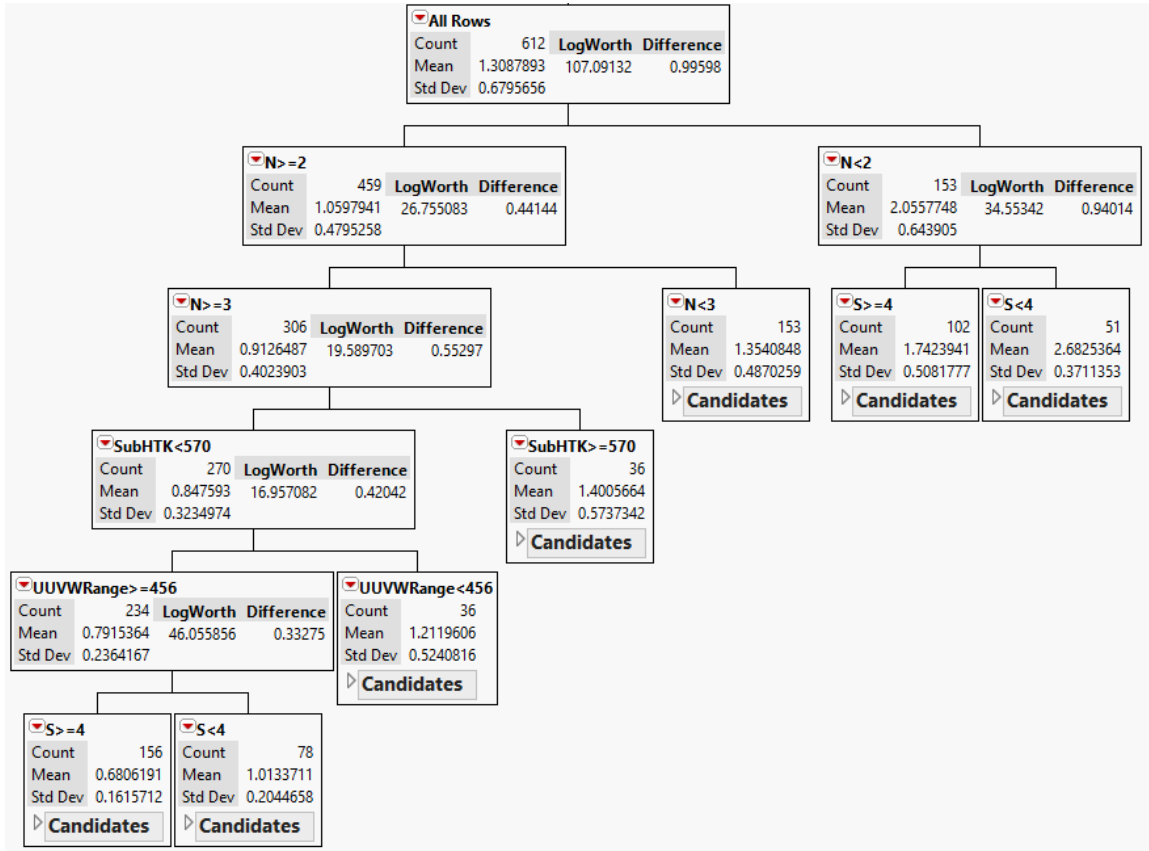 All Rows
Count 612 LogWorth Difference
Mean 1.3087893 107.09132 0.99598
Std Dev 0.6795656
N>=2
Count 459 LogWorth Difference
Mean 1.0597941 26.755083 0.44144
Std Dev 0.4795258
N<2
Count 153 LogWorth Difference
Mean 2.0557748 34.55342 0.94014
Std Dev 0.643905
N>=3
Count 306 LogWorth Difference
Mean 0.9126487 19.589703 0.55297
Std Dev 0.4023903
N<3
Count 153
Mean 1.3540848
Std Dev 0.4870259
Candidates
S>=4
Count 102
Mean 1.7423941
Std Dev 0.5081777
Candidates
S<4
Count 51
Mean 2.6825364
Std Dev 0.3711353
Candidates
SubHTK<570
Count 270 LogWorth Difference
Mean 0.847593 16.957082 0.42042
Std Dev 0.3234974
SubHTK>=570
Count 36
Mean 1.4005664
Std Dev 0.5737342
Candidates
UUVWRange>=456
Count 234 LogWorth Difference
Mean 0.7915364 46.055856 0.33275
Std Dev 0.2364167
UUVWRange<456
Count 36
Mean 1.2119606
Std Dev 0.5240816
Candidates
S>=4
Count 156
Mean 0.6806191
Std Dev 0.1615712
Candidates
S<4
Count 78
Mean 1.0133711
Std Dev 0.2044658
Candidates